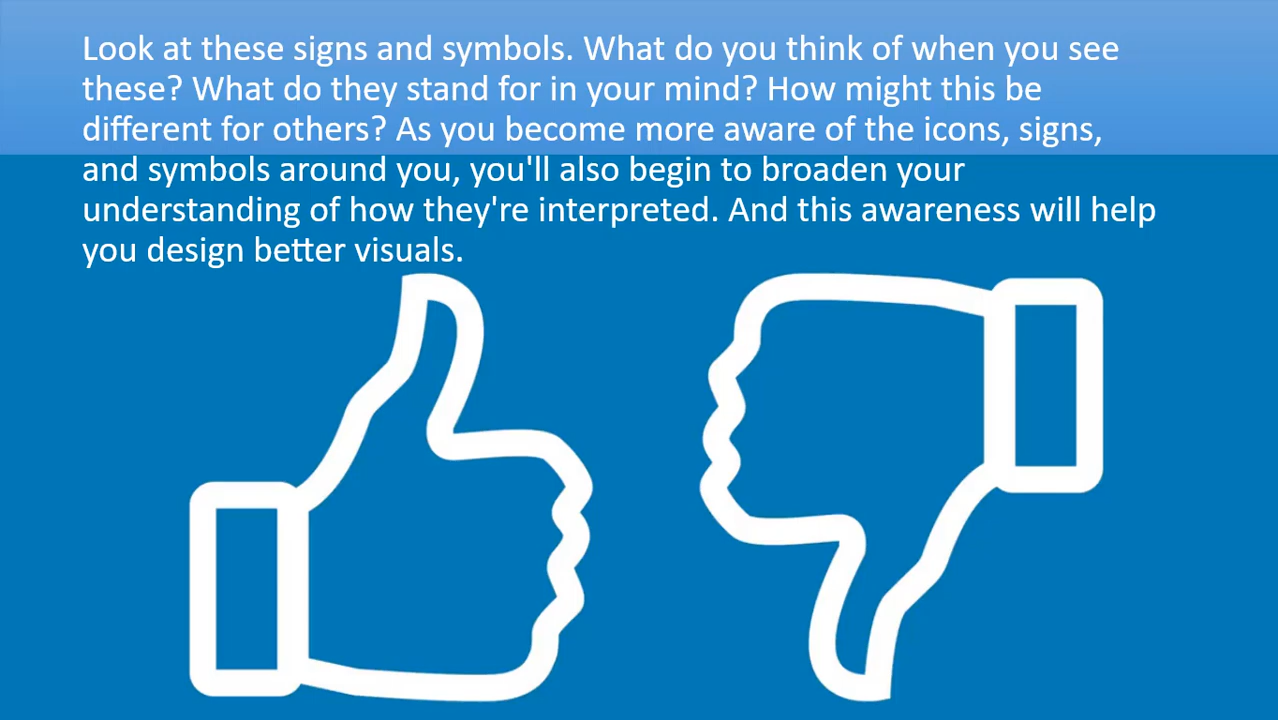 Look at these signs and symbols. What do you think of when you see
these? What do they stand for in your mind? How might this be
different for others? As you become more aware of the icons, signs,
and symbols around you, you'll also begin to broaden your
understanding of how they're interpreted. And this awareness will help
you design better visuals.